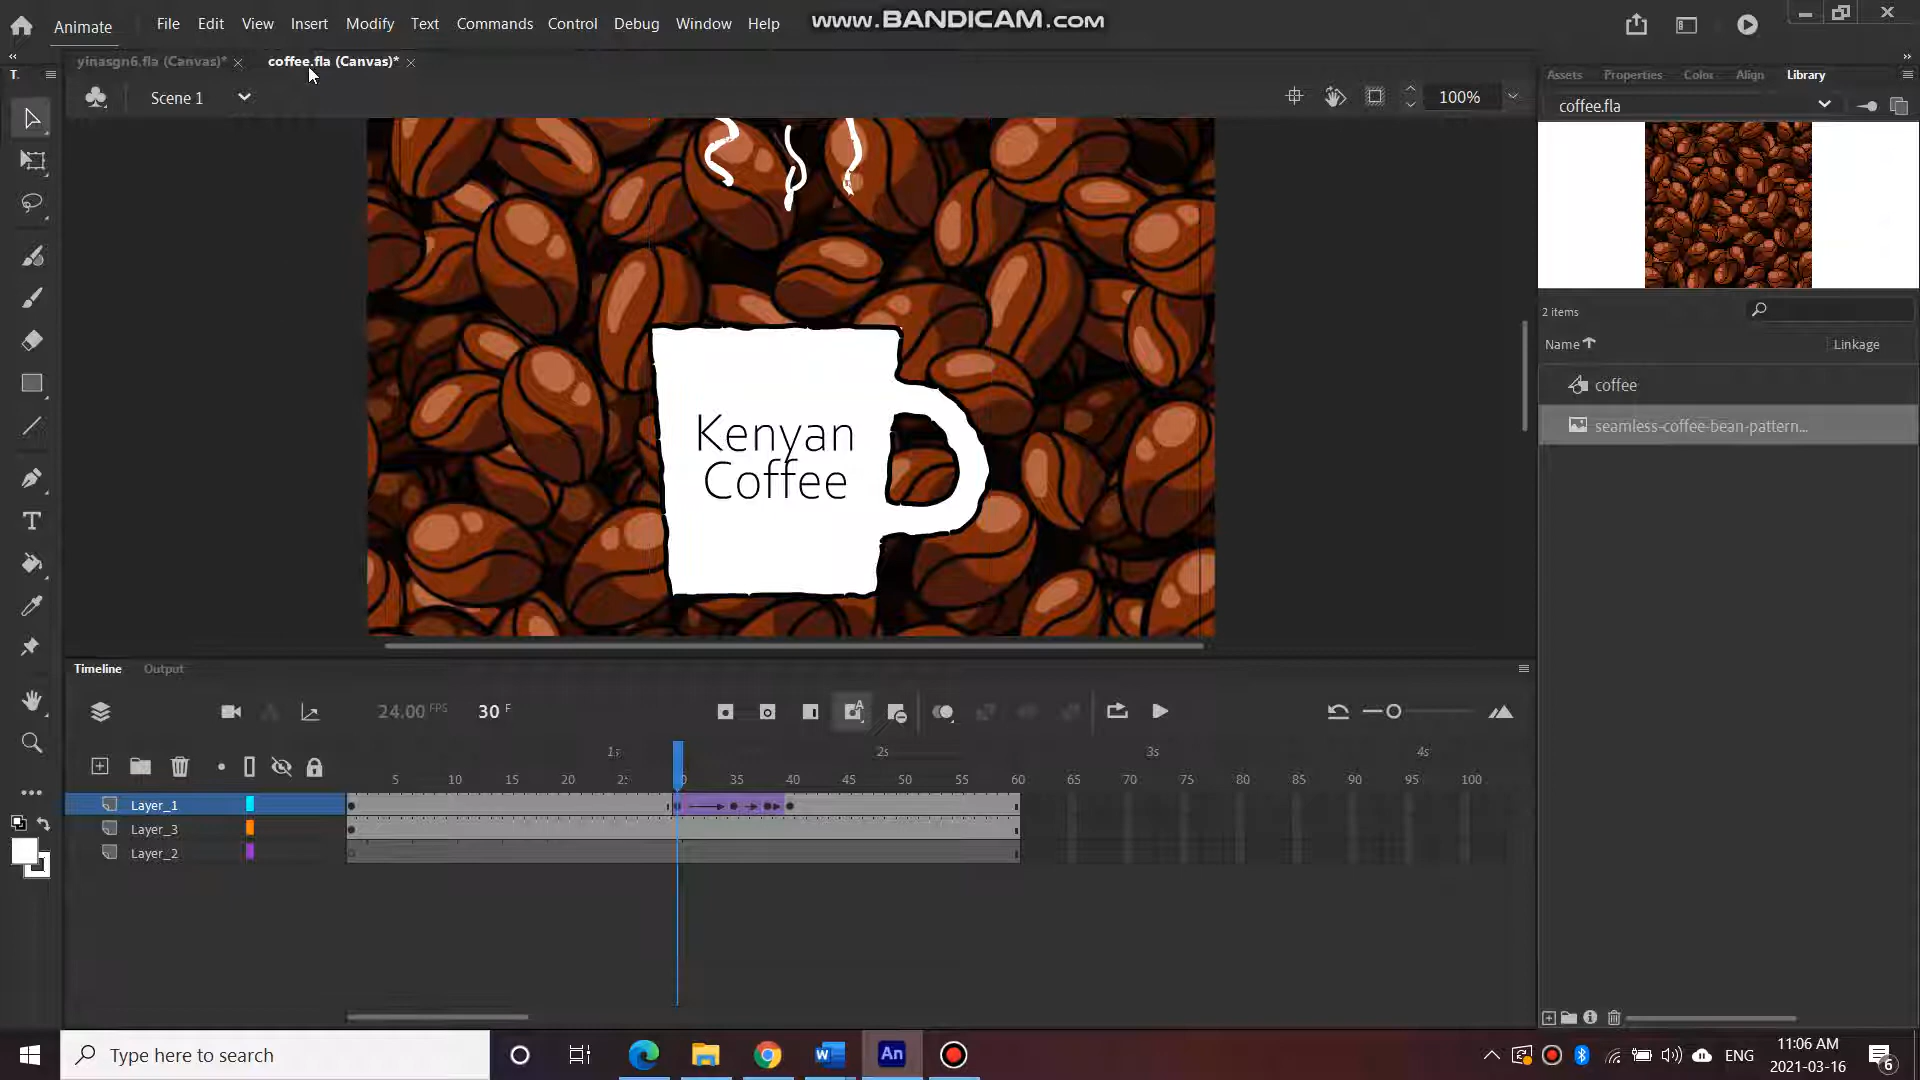 Animate
File Edit View Insert Modify Text Commands Control Debug Window Help
www.BANDICAM.com
yinasgn6.fla (Canvas)*
coffee.fla (Canvas)*
T.
Scene 1
100%
Assets Properties Color Align Library
coffee.fla
2 items
Name
Linkage
coffee
seamless-coffee-bean-pattern...
Kenyan
Coffee
Timeline
Output
24.00 FPS
30 F
1s 2s 3s 4s
5 10 15 20 2: 0 35 40 45 50 55 60 65 70 75 80 85 90 95 100
Layer_1
Layer_3
Layer_2
Type here to search
ENG
11:06 AM
2021-03-16
6